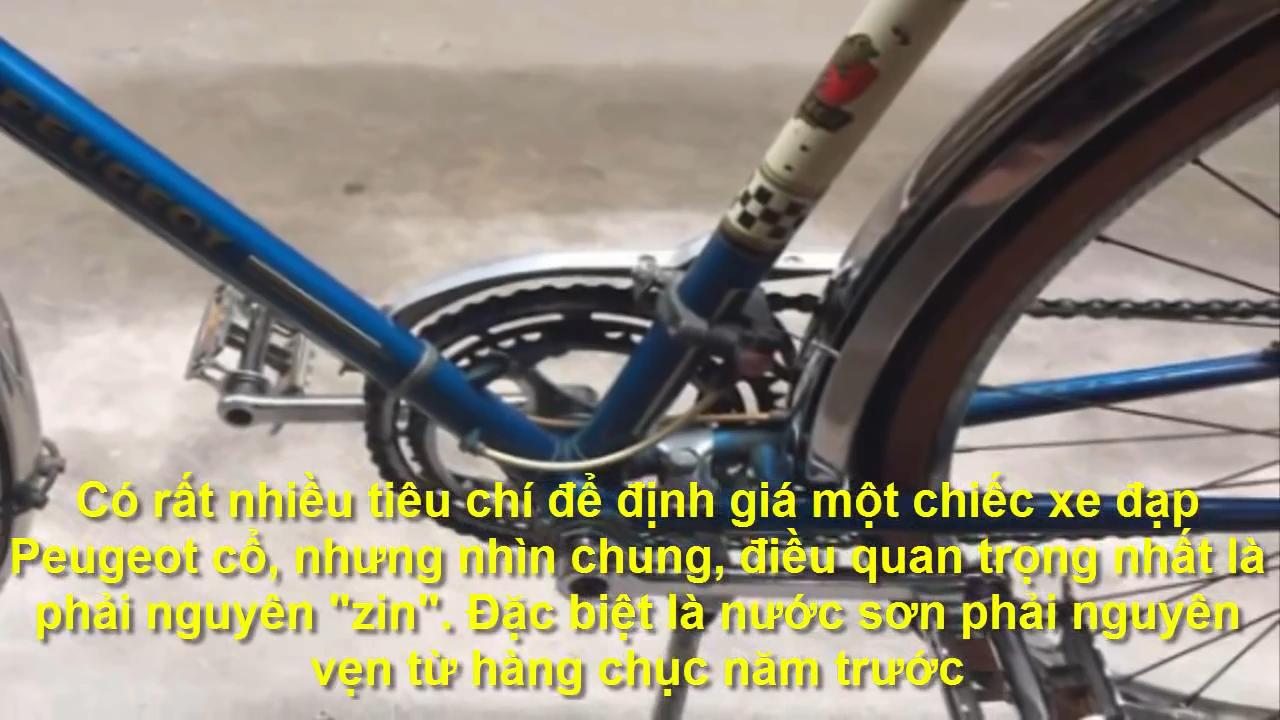 PEUGEOT
Có rất nhiều tiêu chí để định giá một chiếc xe đạp
Peugeot cổ, nhưng nhìn chung, điều quan trọng nhất là
phải nguyên "zin". Đặc biệt là nước sơn phải nguyên
vẹn từ hàng chục năm trước